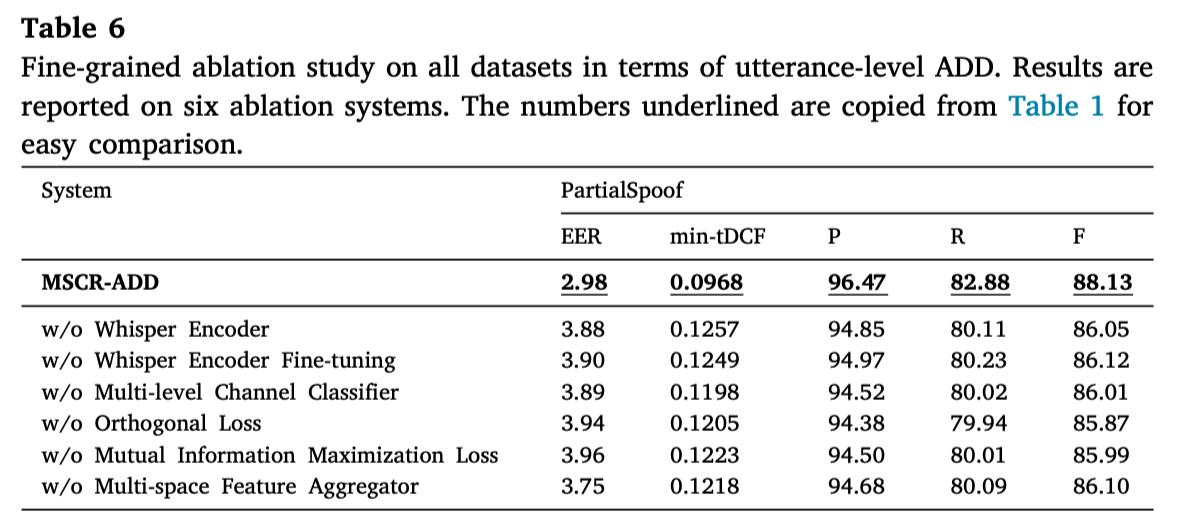 Table 6
Fine-grained ablation study on all datasets in terms of utterance-level ADD. Results are
reported on six ablation systems. The numbers underlined are copied from Table 1 for
easy comparison.
System PartialSpoof
EER min-tDCF P R F
MSCR-ADD 2.98 0.0968 96.47 82.88 88.13
w/o Whisper Encoder 3.88 0.1257 94.85 80.11 86.05
w/o Whisper Encoder Fine-tuning 3.90 0.1249 94.97 80.23 86.12
w/o Multi-level Channel Classifier 3.89 0.1198 94.52 80.02 86.01
w/o Orthogonal Loss 3.94 0.1205 94.38 79.94 85.87
w/o Mutual Information Maximization Loss 3.96 0.1223 94.50 80.01 85.99
w/o Multi-space Feature Aggregator 3.75 0.1218 94.68 80.09 86.10